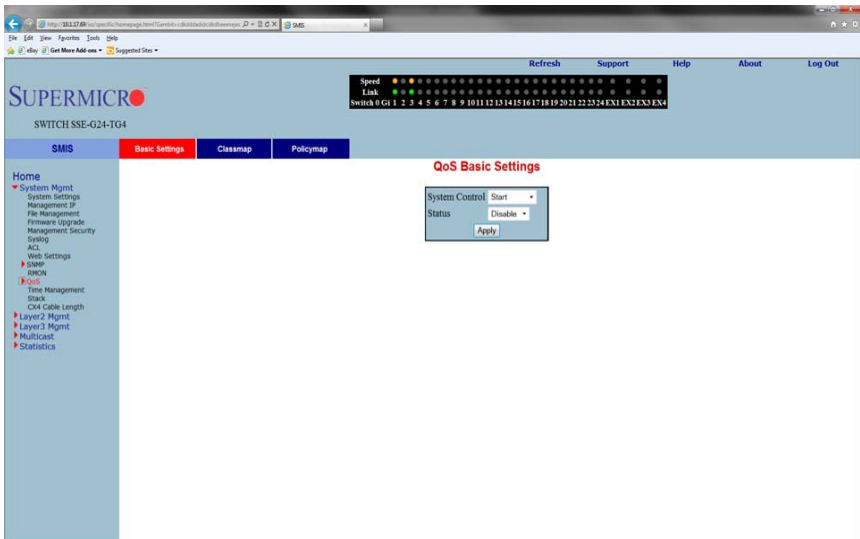 File Edit View Favorites Tools Help
eBay Get More Add-ons Suggested Sites
SMIS
Refresh Support Help About Log Out
SUPERMICRO
SWITCH SSE-G24-TG4
Speed
Link
Switch 0 Gi 1 2 3 4 5 6 7 8 9 10 11 12 13 14 15 16 17 18 19 20 21 22 23 24 EX1 EX2 EX3 EX4
SMIS
Basic Settings Classmap Policymap
Home
System Mgmt
System Settings
Management IP
File Management
Firmware Upgrade
Management Security
Syslog
ACL
Web Settings
SNMP
RMON
QoS
Time Management
Stack
CX4 Cable Length
Layer2 Mgmt
Layer3 Mgmt
Multicast
Statistics
QoS Basic Settings
System Control Start
Status Disable
Apply